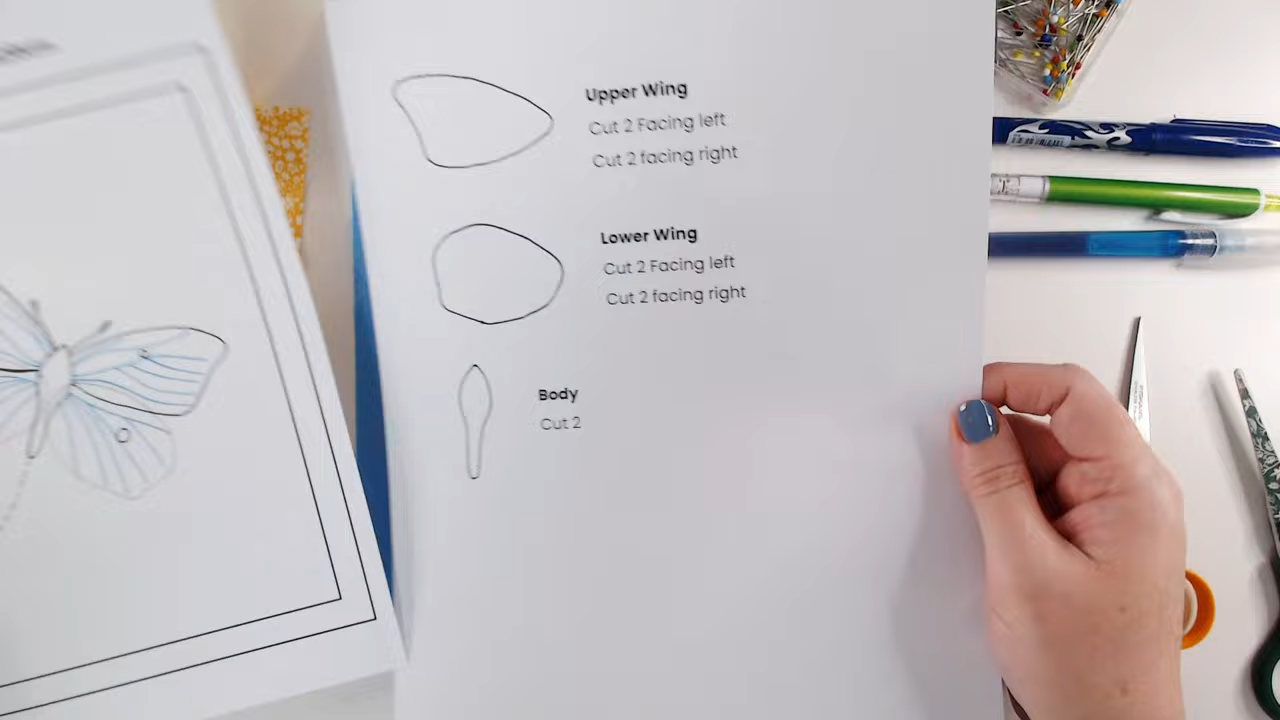 Upper Wing
Cut 2 Facing left
Cut 2 facing right
Lower Wing
Cut 2 Facing left
Cut 2 facing right
Body
Cut 2